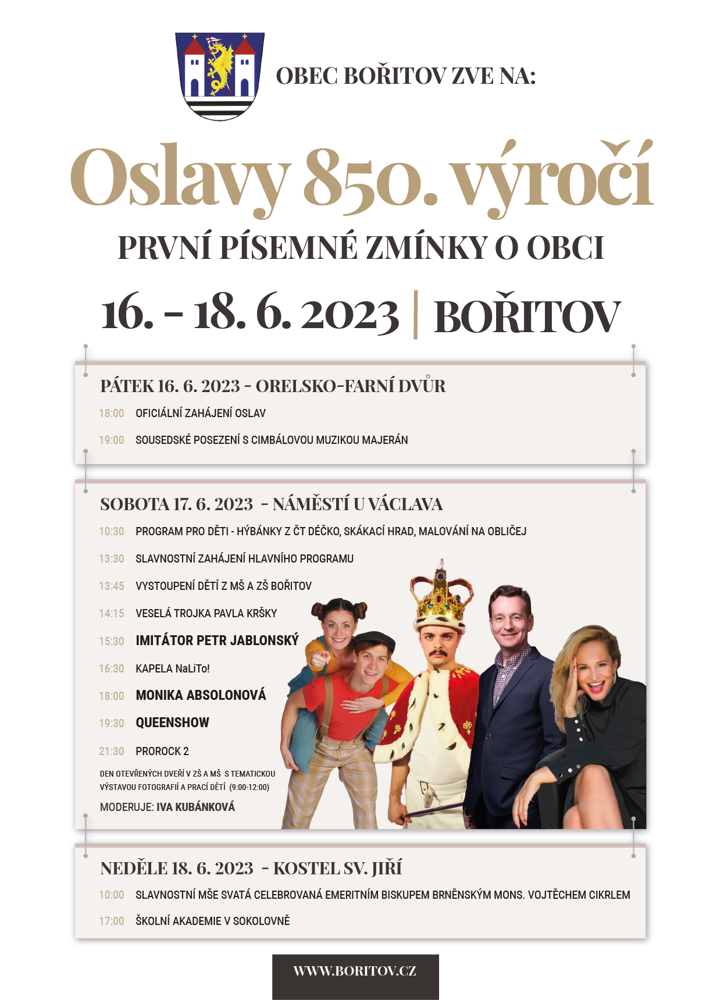 OBEC BOŘITOV ZVE NA:
Oslavy 850. výročí
PRVNÍ PÍSEMNÉ ZMÍNKY O OBCI
16. – 18. 6. 2023 | BOŘITOV
PÁTEK 16. 6. 2023 – ORELSKO-FARNÍ DVŮR
18:00 OFICIÁLNÍ ZAHÁJENÍ OSLAV
19:00 SOUSEDSKÉ POSEZENÍ S CIMBÁLOVOU MUZIKOU MAJERÁN
SOBOTA 17. 6. 2023 – NÁMĚSTÍ U VÁCLAVA
10:30 PROGRAM PRO DĚTI - HÝBÁNKY Z ČT DÉČKO, SKÁKACÍ HRAD, MALOVÁNÍ NA OBLIČEJ
13:30 SLAVNOSTNÍ ZAHÁJENÍ HLAVNÍHO PROGRAMU
13:45 VYSTOUPENÍ DĚTÍ Z MŠ A ZŠ BOŘITOV
14:15 VESELÁ TROJKA PAVLA KRŠKY
15:30 IMITÁTOR PETR JABLONSKÝ
16:30 KAPELA NaLiTo!
18:00 MONIKA ABSOLONOVÁ
19:30 QUEENSHOW
21:30 PROROCK 2
DEN OTEVŘENÝCH DVEŘÍ V ZŠ A MŠ S TEMATICKOU
VÝSTAVOU FOTOGRAFIÍ A PRACÍ DĚTÍ (9:00-12:00)
MODERUJE: IVA KUBÁNKOVÁ
NEDĚLE 18. 6. 2023 – KOSTEL SV. JIŘÍ
10:00 SLAVNOSTNÍ MŠE SVATÁ CELEBROVANÁ EMERITNÍM BISKUPEM BRNĚNSKÝM MONS. VOJTĚCHEM CIKRLEM
17:00 ŠKOLNÍ AKADEMIE V SOKOLOVNĚ
WWW.BORITOV.CZ